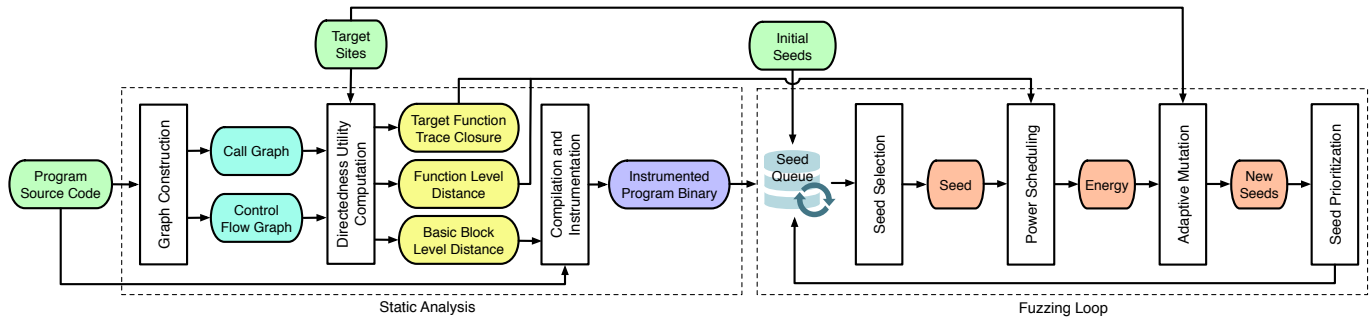 Target
Sites
Initial
Seeds
Program
Source Code
Graph Construction
Call Graph
Control
Flow Graph
Directedness Utility
Computation
Target Function
Trace Closure
Function Level
Distance
Basic Block
Level Distance
Compilation and
Instrumentation
Instrumented
Program Binary
Seed
Queue
Seed Selection
Seed
Power Scheduling
Energy
Adaptive Mutation
New
Seeds
Seed Prioritization
Static Analysis
Fuzzing Loop